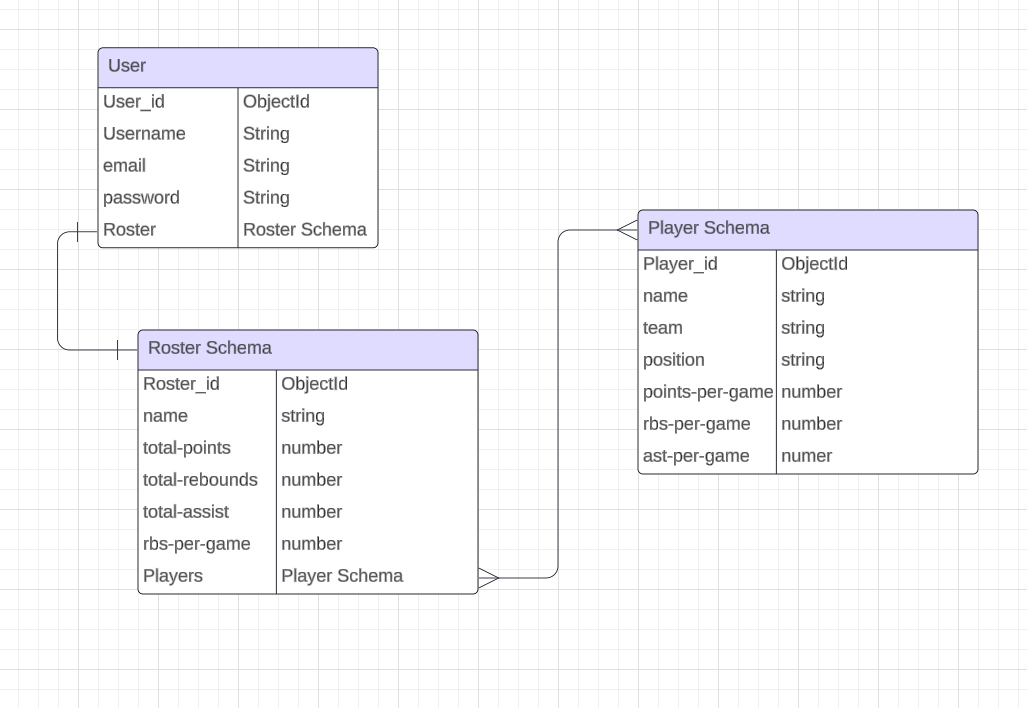 User
User_id ObjectId
Username String
email String
password String
Roster Roster Schema
Roster Schema
Roster_id ObjectId
name string
total-points number
total-rebounds number
total-assist number
rbs-per-game number
Players Player Schema
Player Schema
Player_id ObjectId
name string
team string
position string
points-per-game number
rbs-per-game number
ast-per-game numer